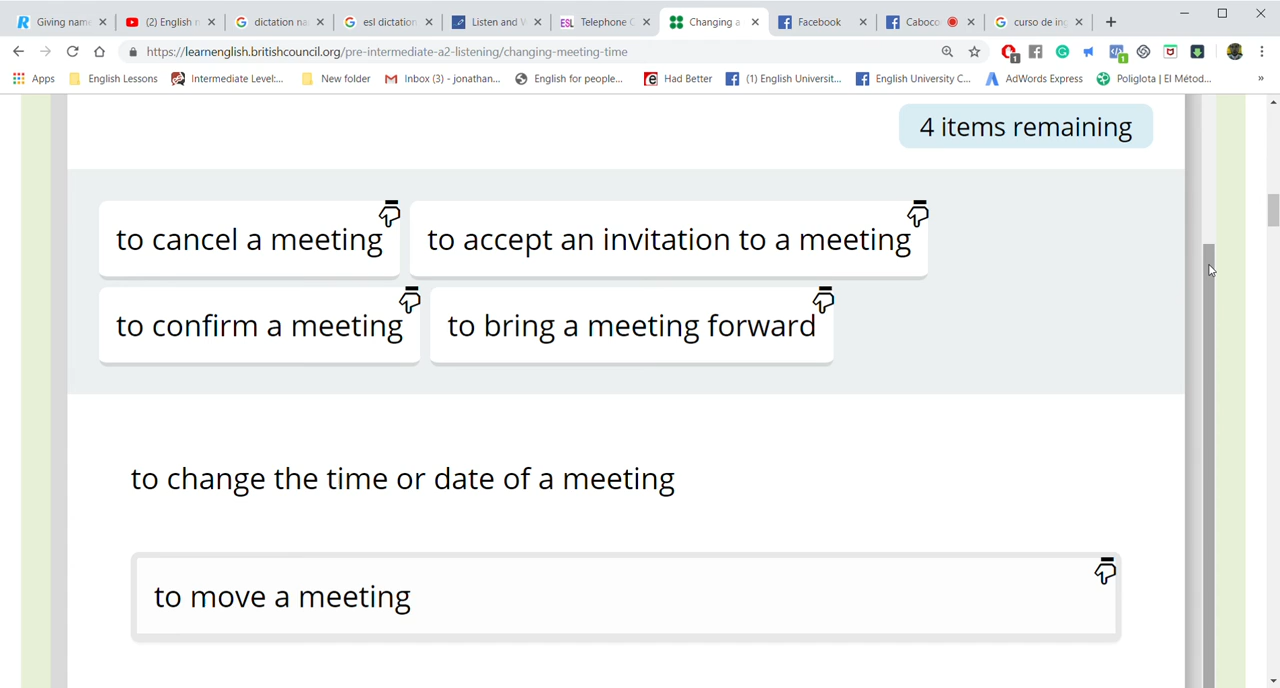 Giving name
(2) English n
dictation na
esl dictation
Listen and V
ESL Telephone C
Changing a
Facebook
Caboco
curso de ing
https://learnenglish.britishcouncil.org/pre-intermediate-a2-listening/changing-meeting-time
Apps English Lessons Intermediate Level:... New folder Inbox (3) - jonathan... English for people... Had Better (1) English Universit... English University C... AdWords Express Poliglota | El Métod... »
4 items remaining
to cancel a meeting
to accept an invitation to a meeting
to confirm a meeting
to bring a meeting forward
to change the time or date of a meeting
to move a meeting